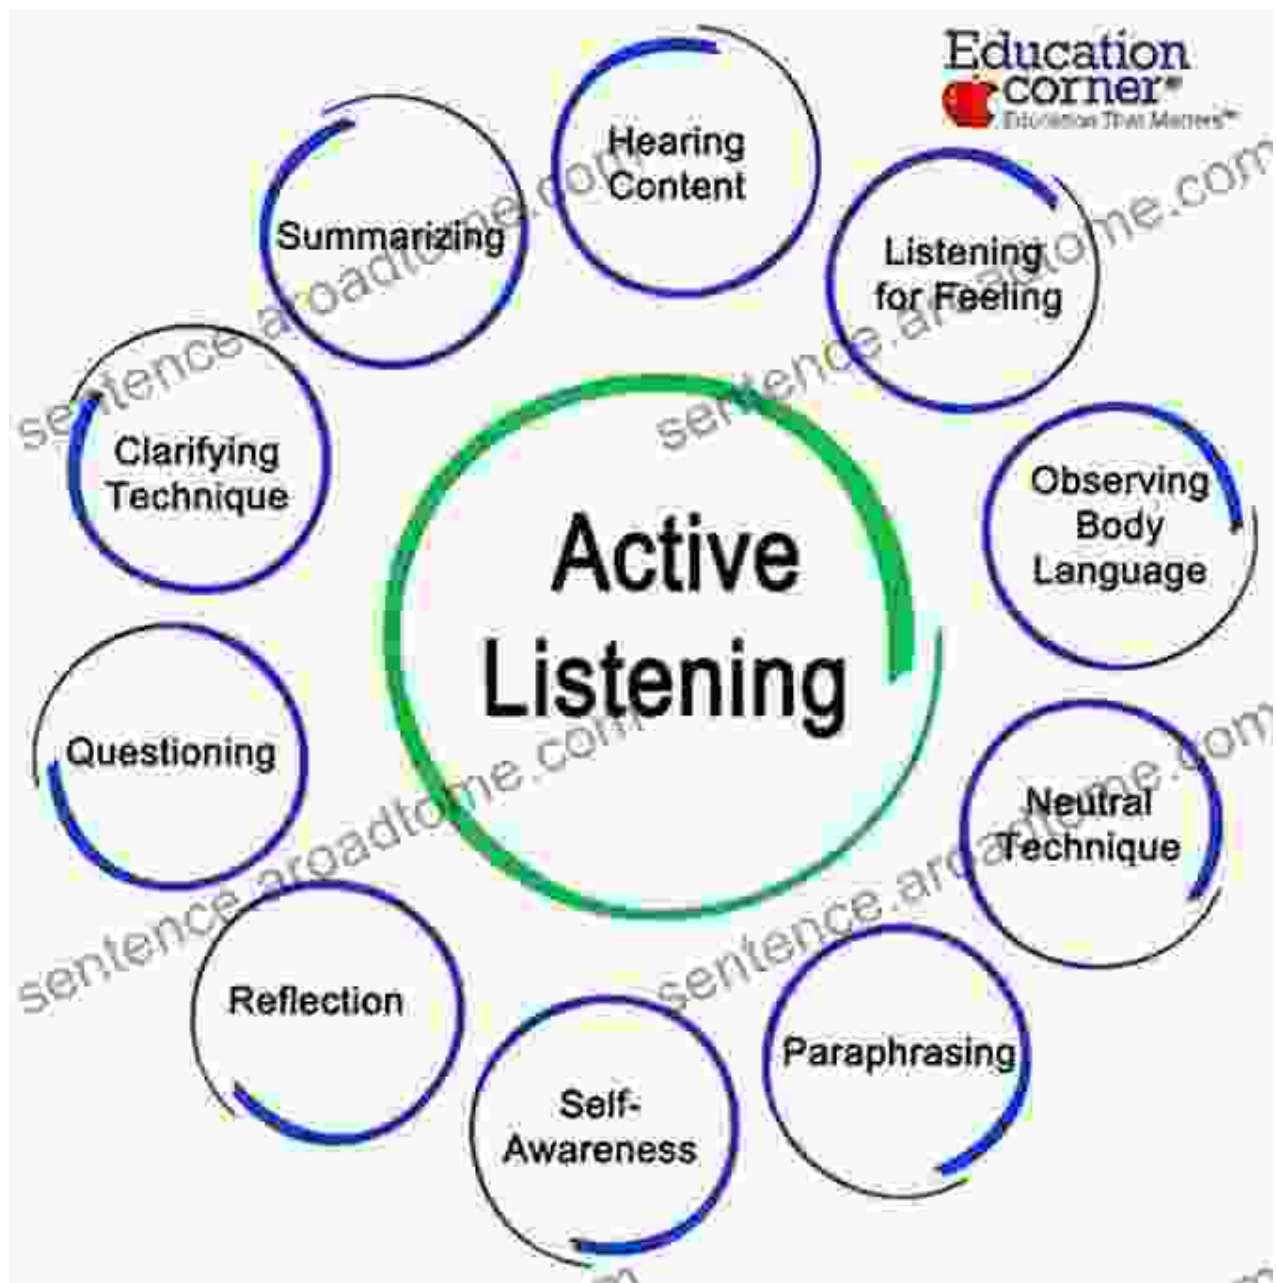 Education
corner®
Education That Matters™
Hearing
Content
Listening
for Feeling
Observing
Body
Language
Neutral
Technique
Paraphrasing
Self-
Awareness
Reflection
Questioning
Clarifying
Technique
Summarizing
Active
Listening
sentence.aroadtome.com
sentence.aroadtome.com
sentence.aroadtome.com
sentence.aroadtome.com